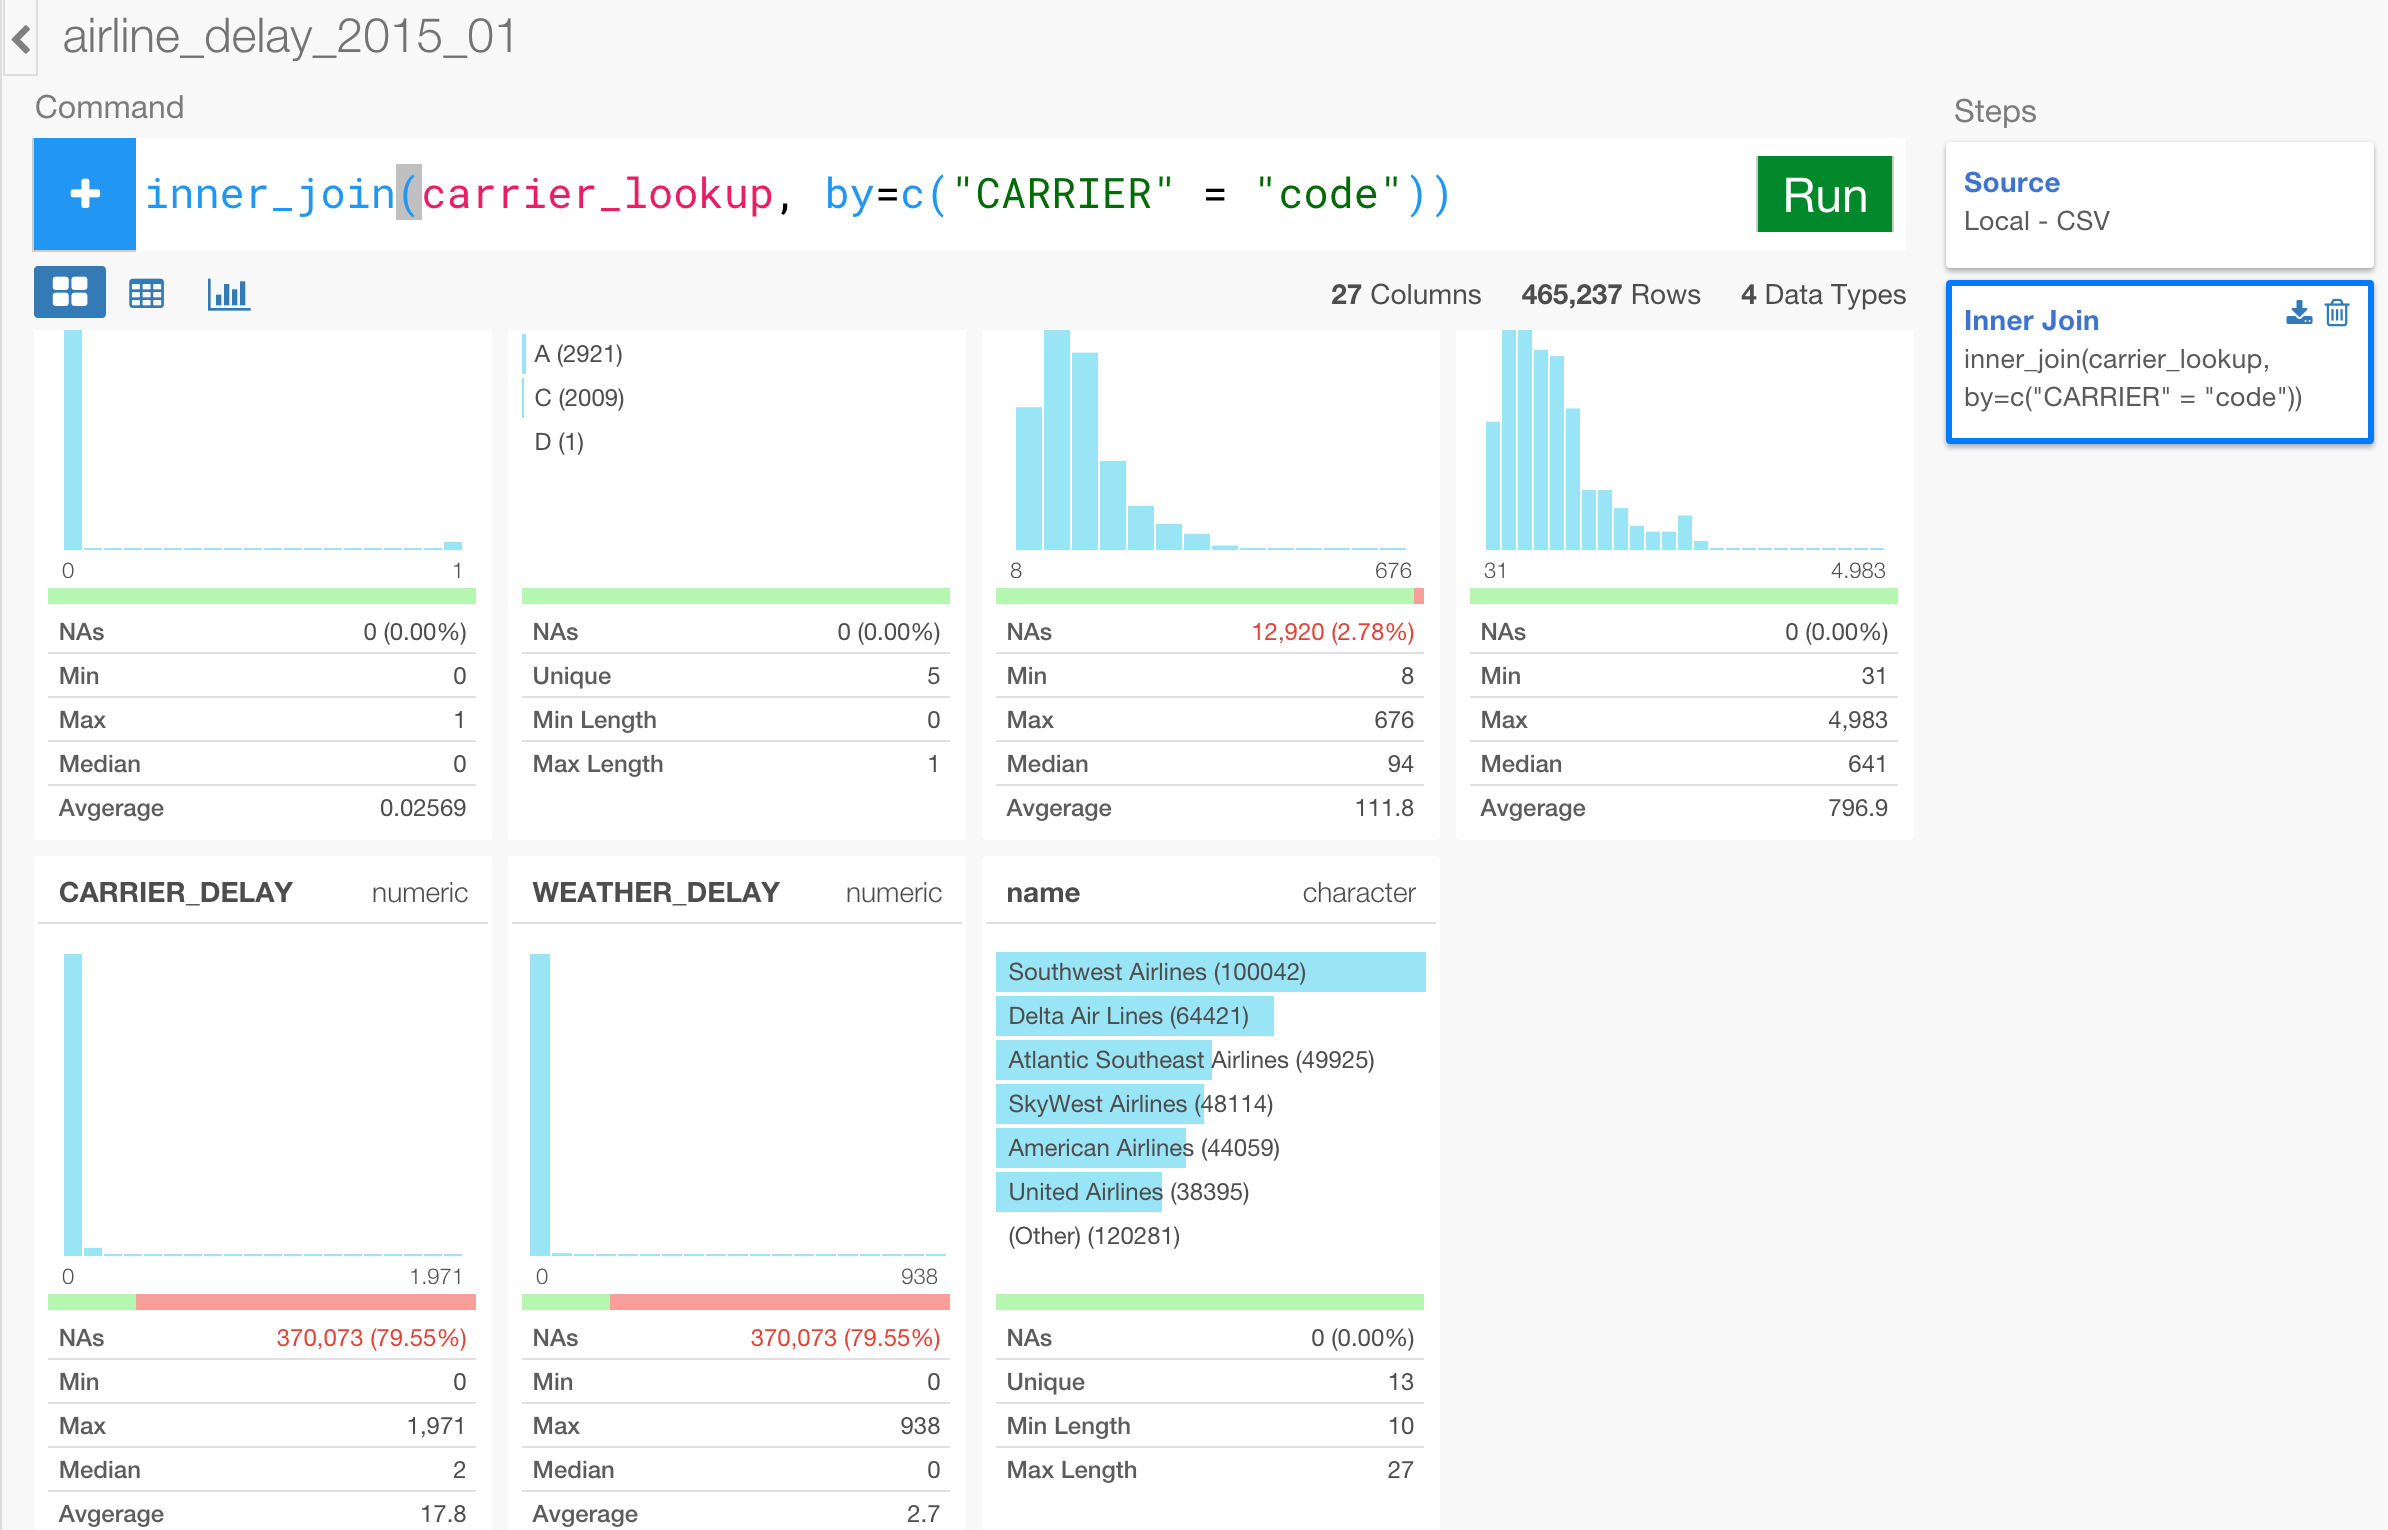 airline_delay_2015_01
Command
Steps
inner_join(carrier_lookup, by=c("CARRIER" = "code"))
Run
Source
Local - CSV
27 Columns 465,237 Rows 4 Data Types
Inner Join
inner_join(carrier_lookup,
by=c("CARRIER" = "code"))
0 1
NAs 0 (0.00%)
Min 0
Max 1
Median 0
Avgerage 0.02569
A (2921)
C (2009)
D (1)
NAs 0 (0.00%)
Unique 5
Min Length 0
Max Length 1
8 676
NAs 12,920 (2.78%)
Min 8
Max 676
Median 94
Avgerage 111.8
31 4.983
NAs 0 (0.00%)
Min 31
Max 4,983
Median 641
Avgerage 796.9
CARRIER_DELAY numeric
0 1.971
NAs 370,073 (79.55%)
Min 0
Max 1,971
Median 2
Avgerage 17.8
WEATHER_DELAY numeric
0 938
NAs 370,073 (79.55%)
Min 0
Max 938
Median 0
Avgerage 2.7
name character
Southwest Airlines (100042)
Delta Air Lines (64421)
Atlantic Southeast Airlines (49925)
SkyWest Airlines (48114)
American Airlines (44059)
United Airlines (38395)
(Other) (120281)
NAs 0 (0.00%)
Unique 13
Min Length 10
Max Length 27